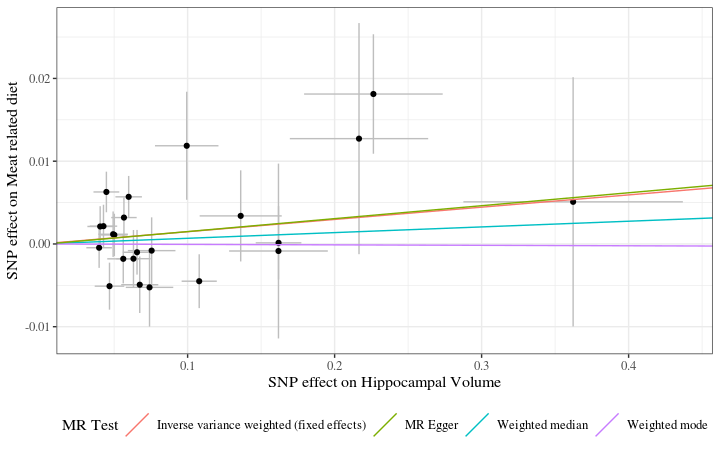 SNP effect on Meat related diet
0.02
0.01
0.00
-0.01
0.1 0.2 0.3 0.4
SNP effect on Hippocampal Volume
MR Test Inverse variance weighted (fixed effects) MR Egger Weighted median Weighted mode